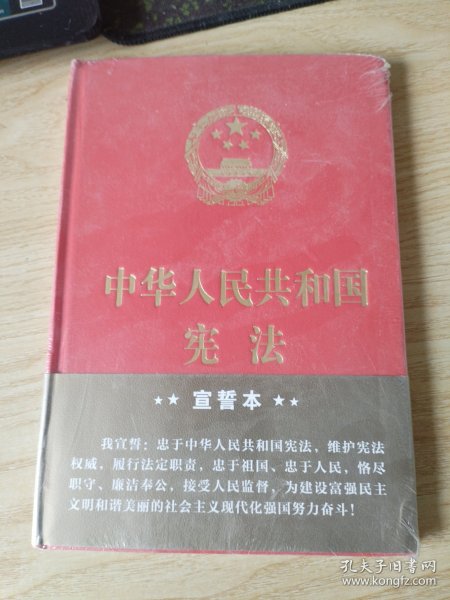 中华人民共和国
宪法
★★ 宣誓本 ★★
我宣誓：忠于中华人民共和国宪法，维护宪法
权威，履行法定职责，忠于祖国、忠于人民，恪尽
职守、廉洁奉公，接受人民监督，为建设富强民主
文明和谐美丽的社会主义现代化强国努力奋斗！
孔夫子旧书网
www.kongfz.com